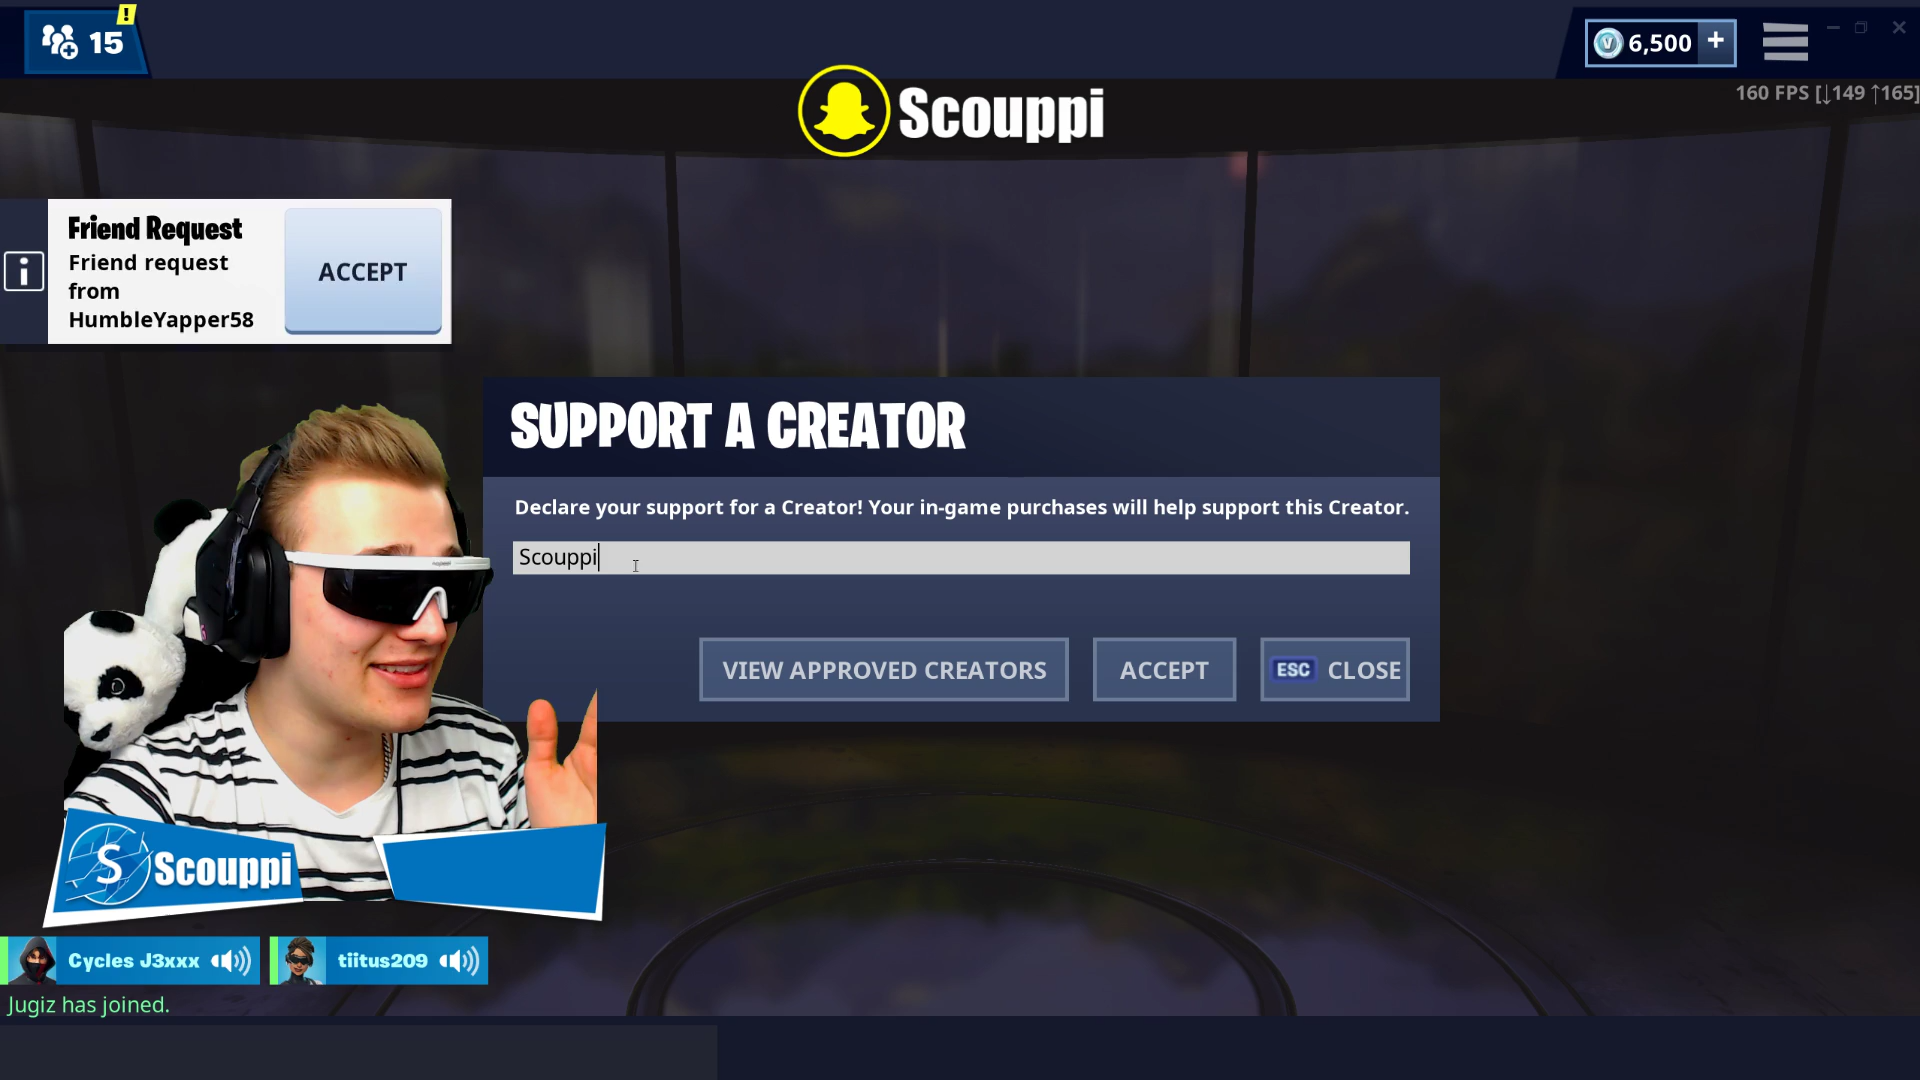 !
15
6,500 +
160 FPS [↓149 ↑165]
Scouppi
Friend Request
Friend request
from
HumbleYapper58
ACCEPT
SUPPORT A CREATOR
Declare your support for a Creator! Your in-game purchases will help support this Creator.
Scouppi
VIEW APPROVED CREATORS
ACCEPT
ESC CLOSE
S Scouppi
Cycles J3xxx
tiitus209
Jugiz has joined.